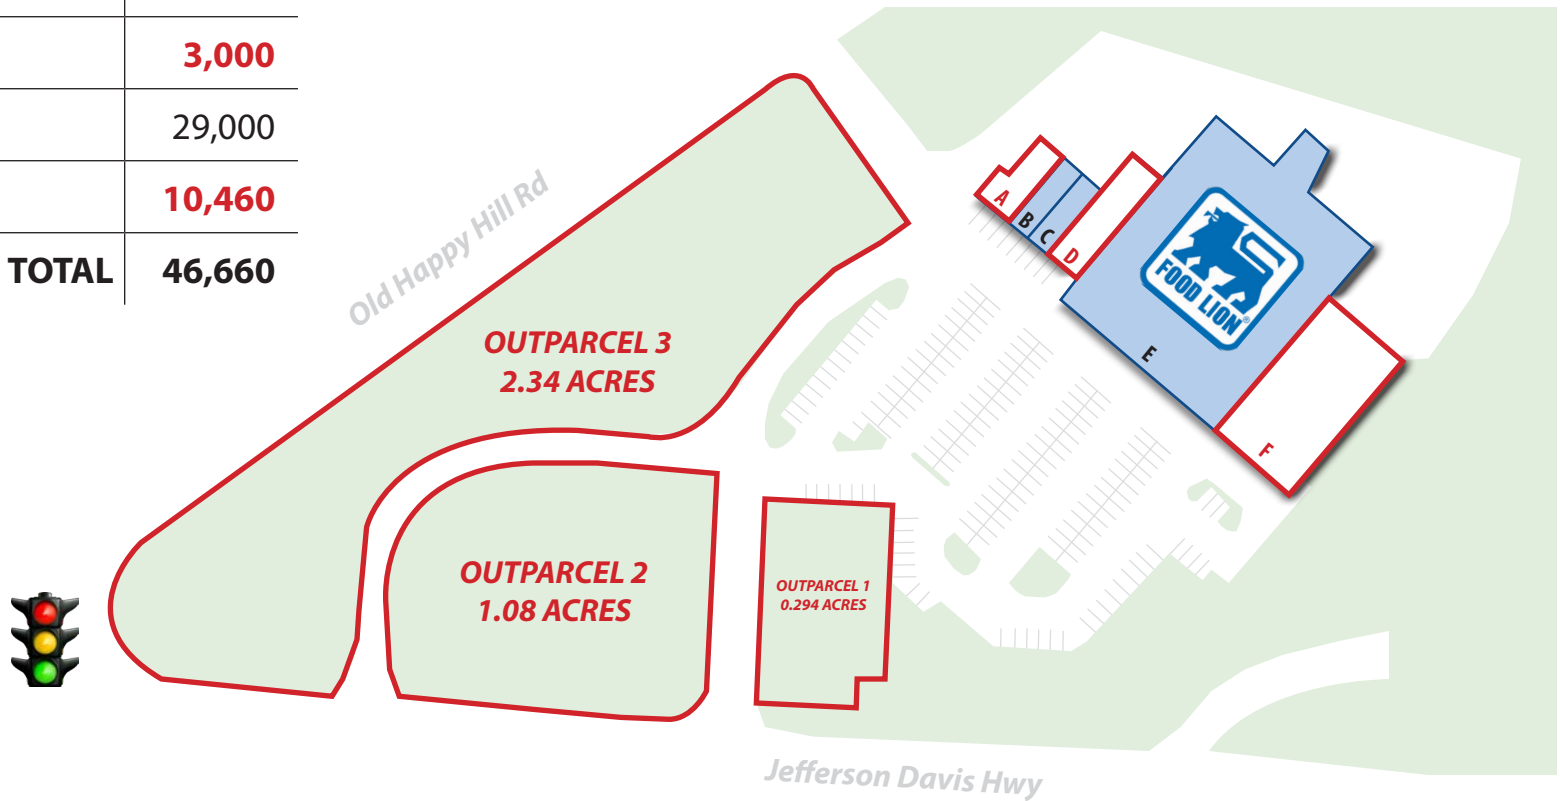 3,000
29,000
10,460
TOTAL 46,660
Old Happy Hill Rd
A
B
C
D
FOOD LION®
E
F
OUTPARCEL 3
2.34 ACRES
OUTPARCEL 2
1.08 ACRES
OUTPARCEL 1
0.294 ACRES
Jefferson Davis Hwy